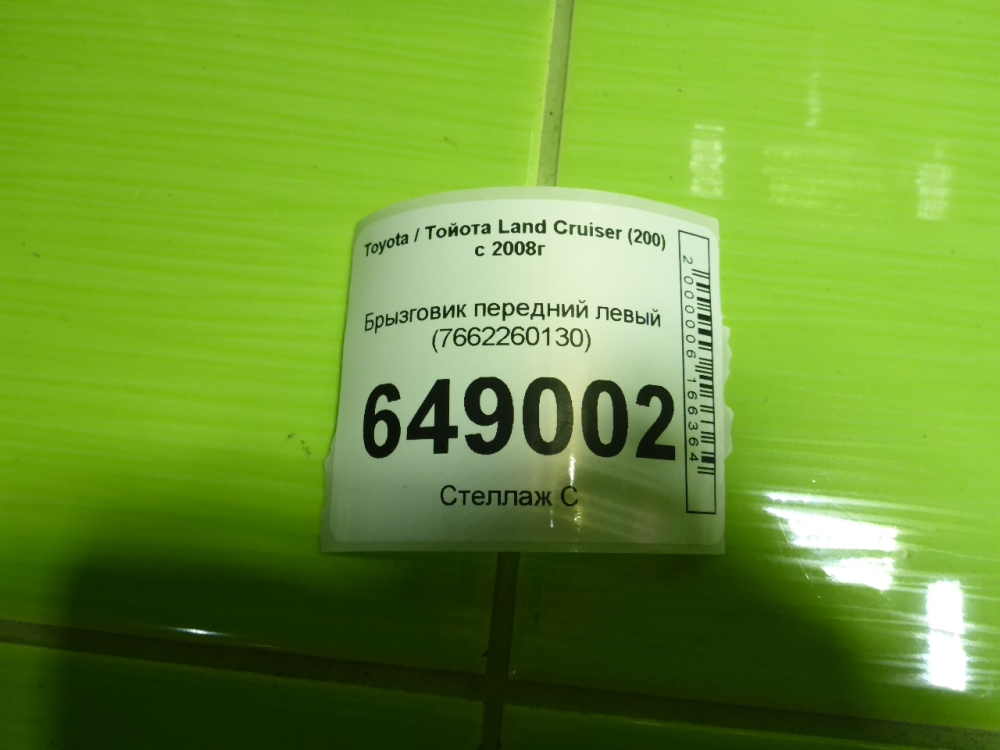 Toyota / Тойота Land Cruiser (200)
с 2008г
Брызговик передний левый
(7662260130)
649002
Стеллаж С
2000006166364